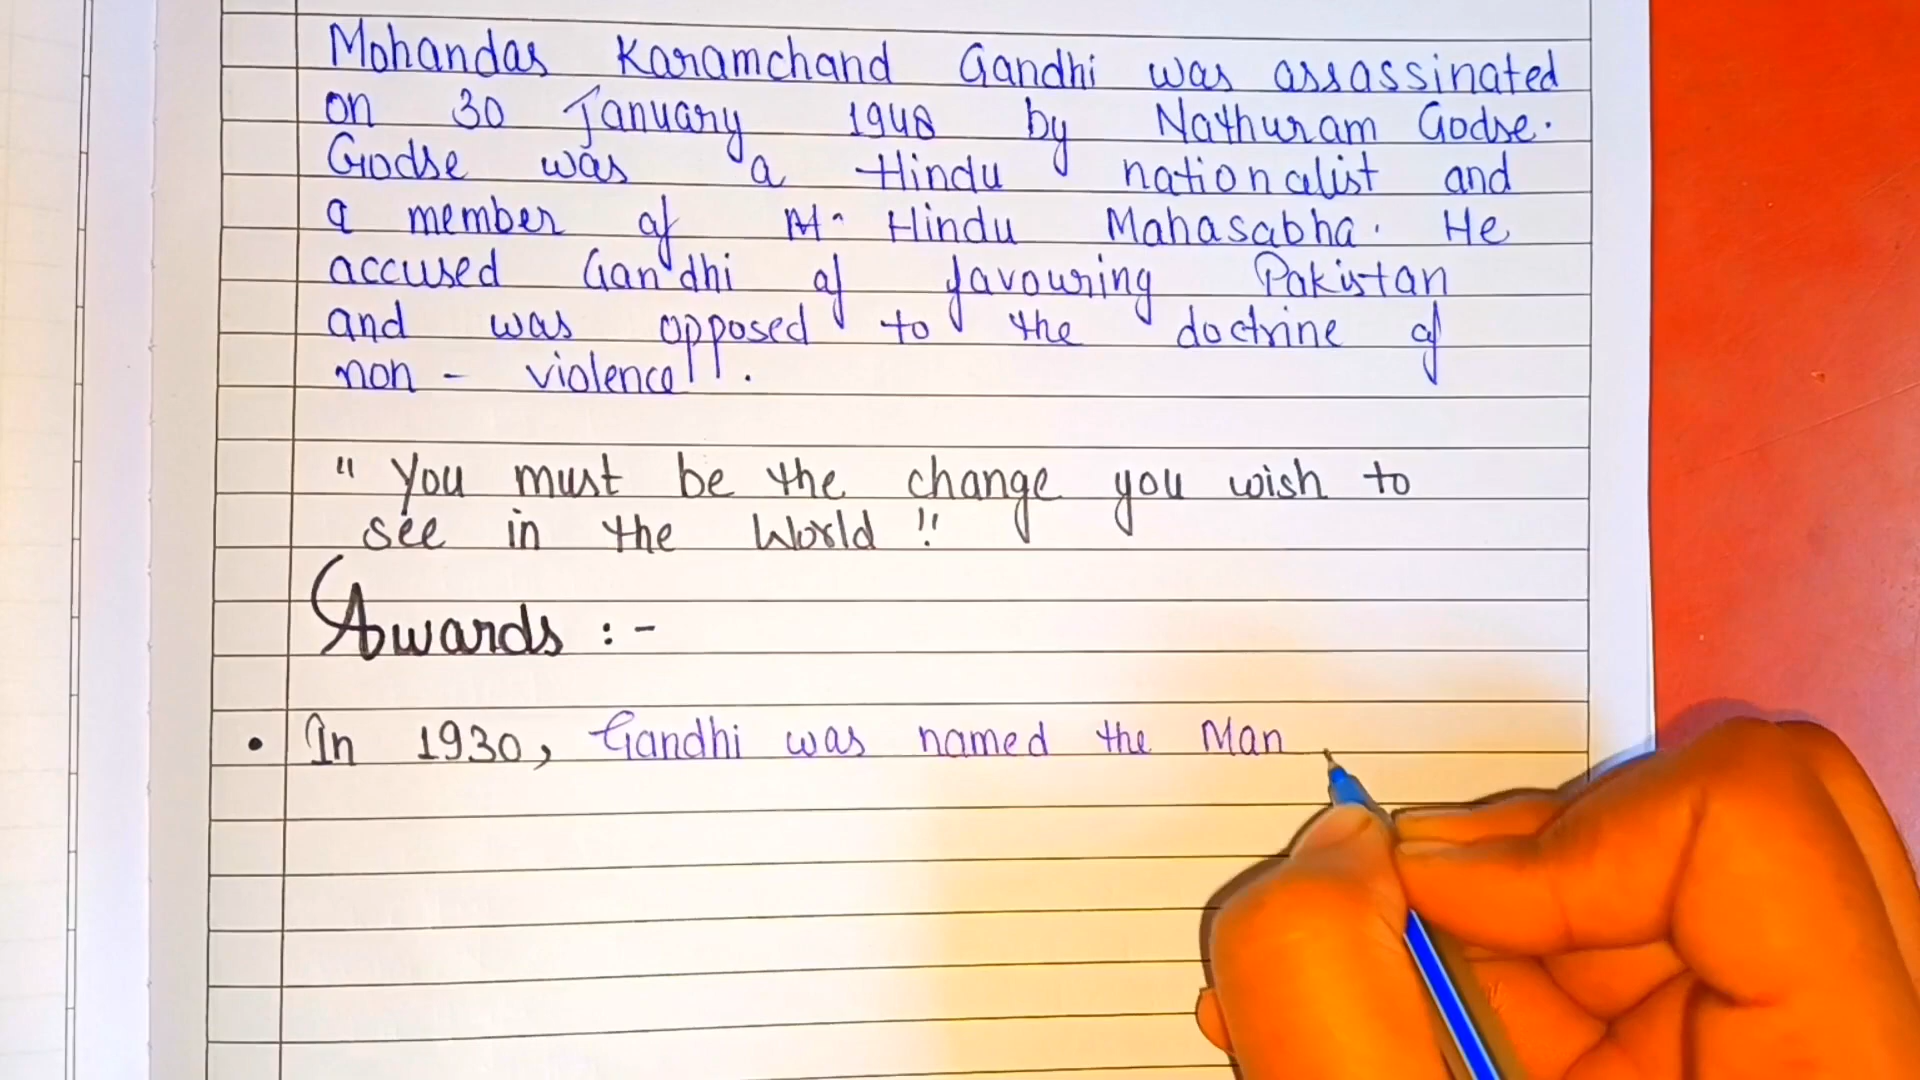 Mohandas Karamchand Gandhi was assassinated
on 30 January 1948 by Nathuram Godse.
Godse was a Hindu nationalist and
a member of Hindu Mahasabha. He
accused Gandhi of favouring Pakistan
and was opposed to the doctrine of
non - violence.
" You must be the change you wish to
see in the World !!
Awards : -
• In 1930, Gandhi was named the Man